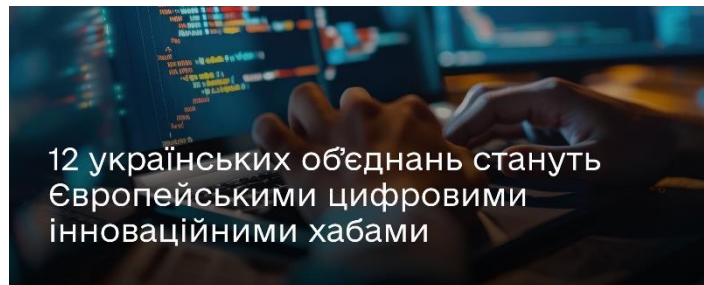 12 українських об’єднань стануть
Європейськими цифровими
інноваційними хабами